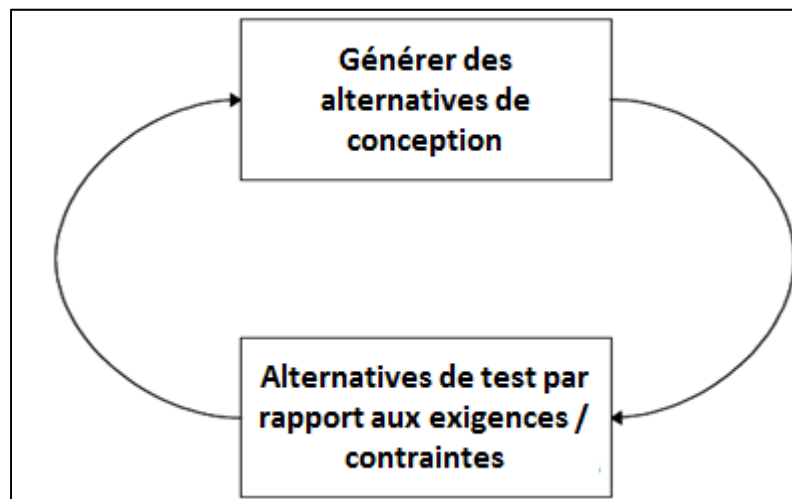 Générer des
alternatives de
conception
Alternatives de test par
rapport aux exigences /
contraintes